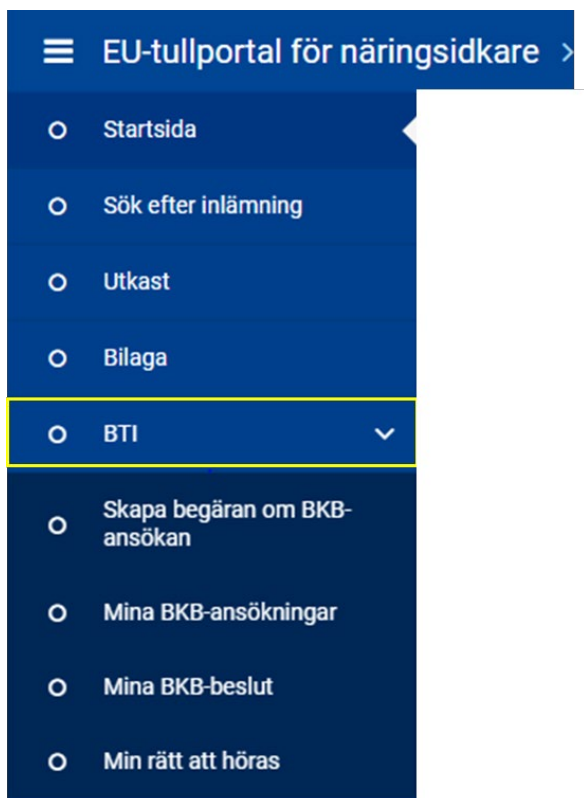 EU-tullportal för näringsidkare
Startsida
Sök efter inlämning
Utkast
Bilaga
BTI
Skapa begäran om BKB-
ansökan
Mina BKB-ansökningar
Mina BKB-beslut
Min rätt att höras